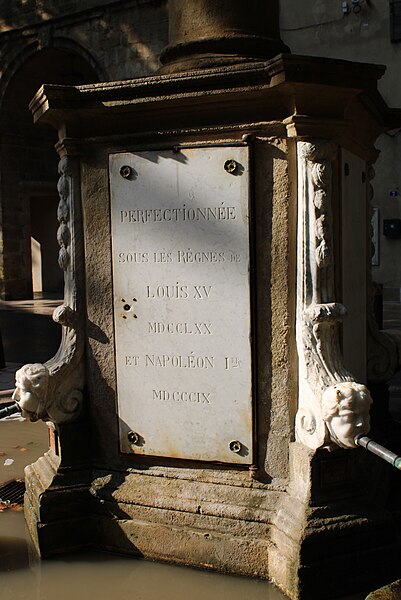 PERFECTIONNÉE
SOUS LES RÈGNES DE
LOUIS XV
MDCCLXX
ET NAPOLÉON Ier
MDCCCIX